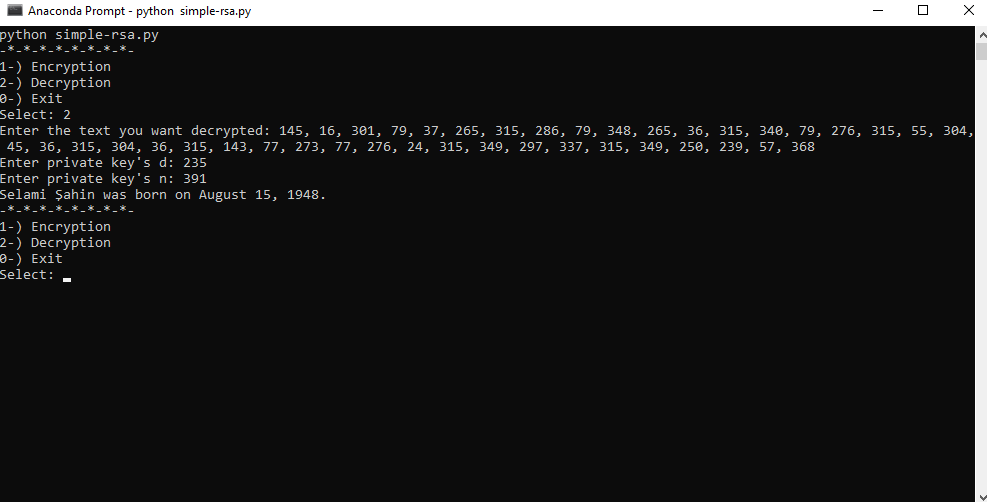 Anaconda Prompt - python  simple-rsa.py
python simple-rsa.py
-*-*-*-*-*-*-*-*-
1-) Encryption
2-) Decryption
0-) Exit
Select: 2
Enter the text you want decrypted: 145, 16, 301, 79, 37, 265, 315, 286, 79, 348, 265, 36, 315, 340, 79, 276, 315, 55, 304,
 45, 36, 315, 304, 36, 315, 143, 77, 273, 77, 276, 24, 315, 349, 297, 337, 315, 349, 250, 239, 57, 368
Enter private key's d: 235
Enter private key's n: 391
Selami Şahin was born on August 15, 1948.
-*-*-*-*-*-*-*-*-
1-) Encryption
2-) Decryption
0-) Exit
Select: